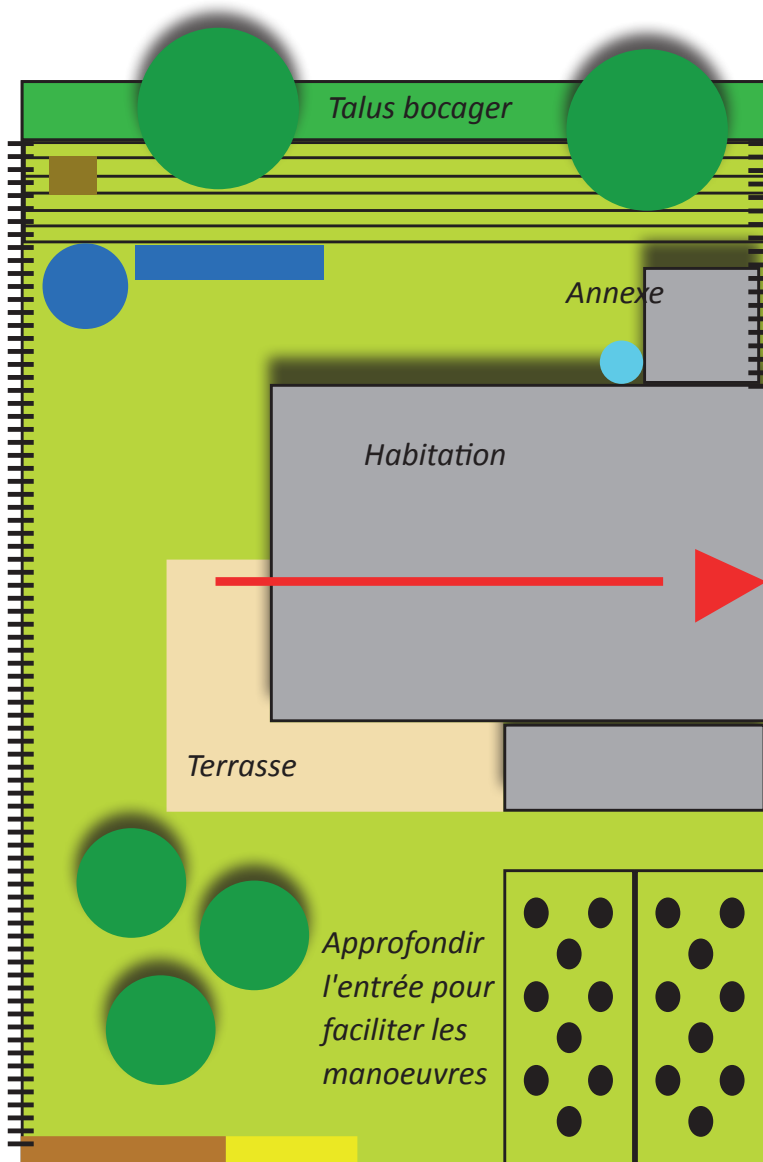 Talus bocager
Annexe
Habitation
Terrasse
Approfondir
l'entrée pour
faciliter les
manoeuvres